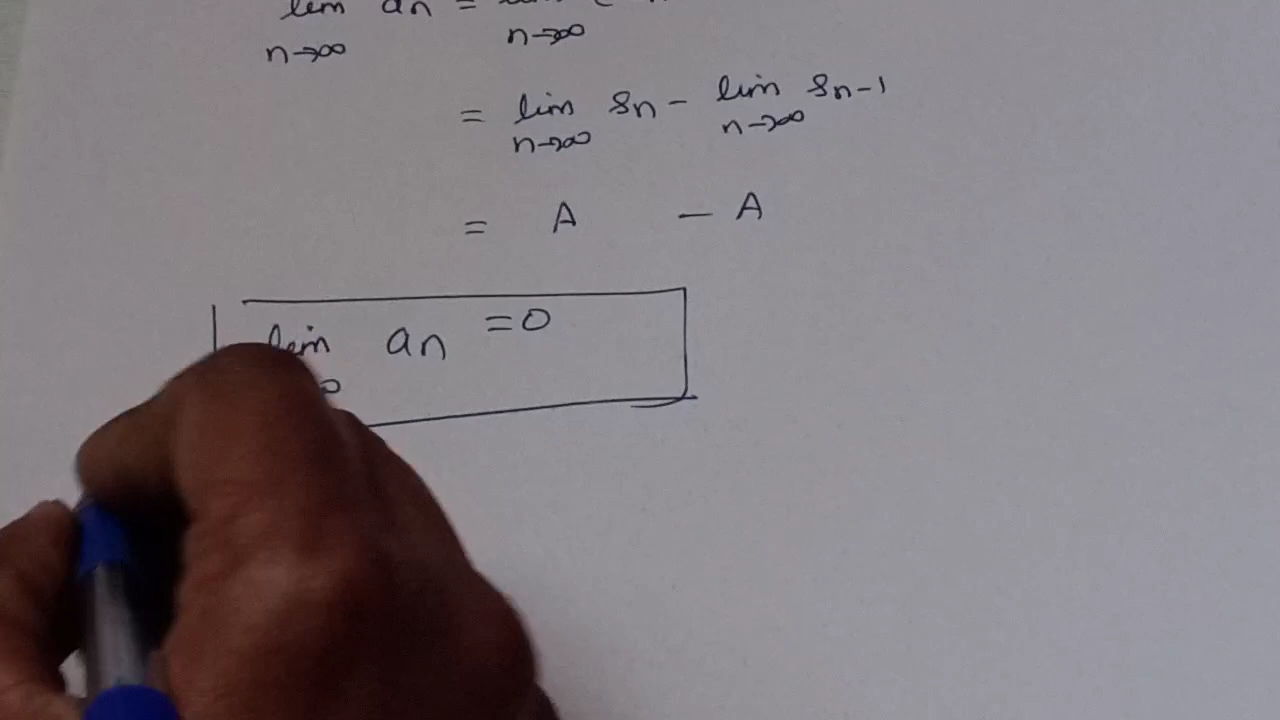 lim an =
n→∞ n→∞
= lim Sn - lim Sn-1
n→∞ n→∞
= A - A
lim an = 0